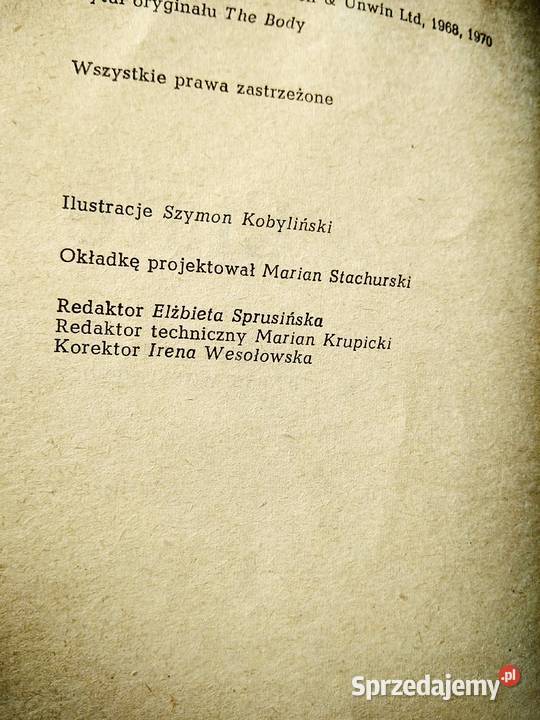 & Unwin Ltd, 1968, 1970
oryginału The Body
Wszystkie prawa zastrzeżone
Ilustracje Szymon Kobyliński
Okładkę projektował Marian Stachurski
Redaktor Elżbieta Sprusińska
Redaktor techniczny Marian Krupicki
Korektor Irena Wesołowska
Sprzedajemy.pl